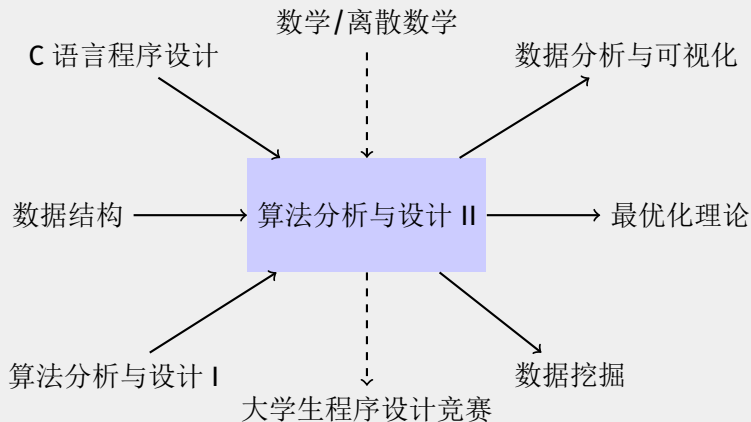 数学/离散数学
C 语言程序设计
数据分析与可视化
数据结构
算法分析与设计 II
最优化理论
算法分析与设计 I
数据挖掘
大学生程序设计竞赛